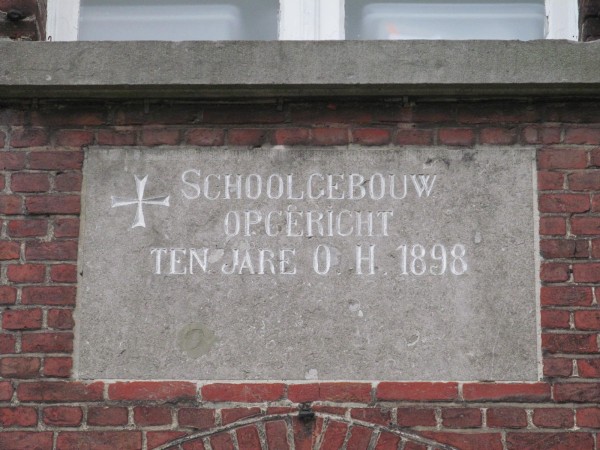 SCHOOLGEBOUW
OPGERICHT
TEN JARE O. H. 1898